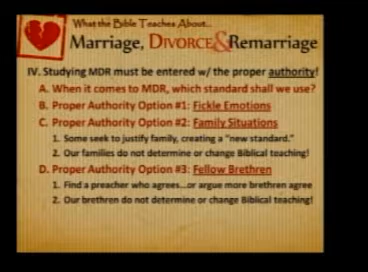 What the Bible Teaches About...
Marriage, DIVORCE & Remarriage
IV. Studying MDR must be entered w/ the proper authority!
A. When it comes to MDR, which standard shall we use?
B. Proper Authority Option #1: Fickle Emotions
C. Proper Authority Option #2: Family Situations
1. Some seek to justify family, creating a "new standard."
2. Our families do not determine or change Biblical teaching!
D. Proper Authority Option #3: Fellow Brethren
1. Find a preacher who agrees...or argue more brethren agree
2. Our brethren do not determine or change Biblical teaching!